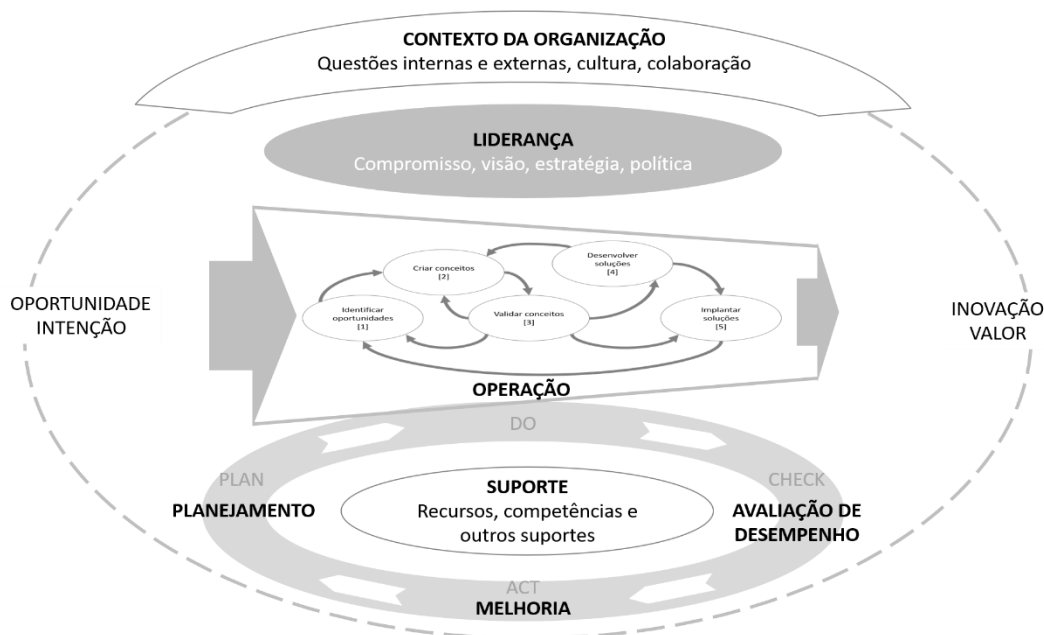 CONTEXTO DA ORGANIZAÇÃO
Questões internas e externas, cultura, colaboração
LIDERANÇA
Compromisso, visão, estratégia, política
OPORTUNIDADE
INTENÇÃO
Identificar
oportunidades
[1]
Criar conceitos
[2]
Validar conceitos
[3]
Desenvolver
soluções
[4]
Implantar
soluções
[5]
OPERAÇÃO
INOVAÇÃO
VALOR
DO
PLAN
PLANEJAMENTO
SUPORTE
Recursos, competências e
outros suportes
CHECK
AVALIAÇÃO DE
DESEMPENHO
ACT
MELHORIA